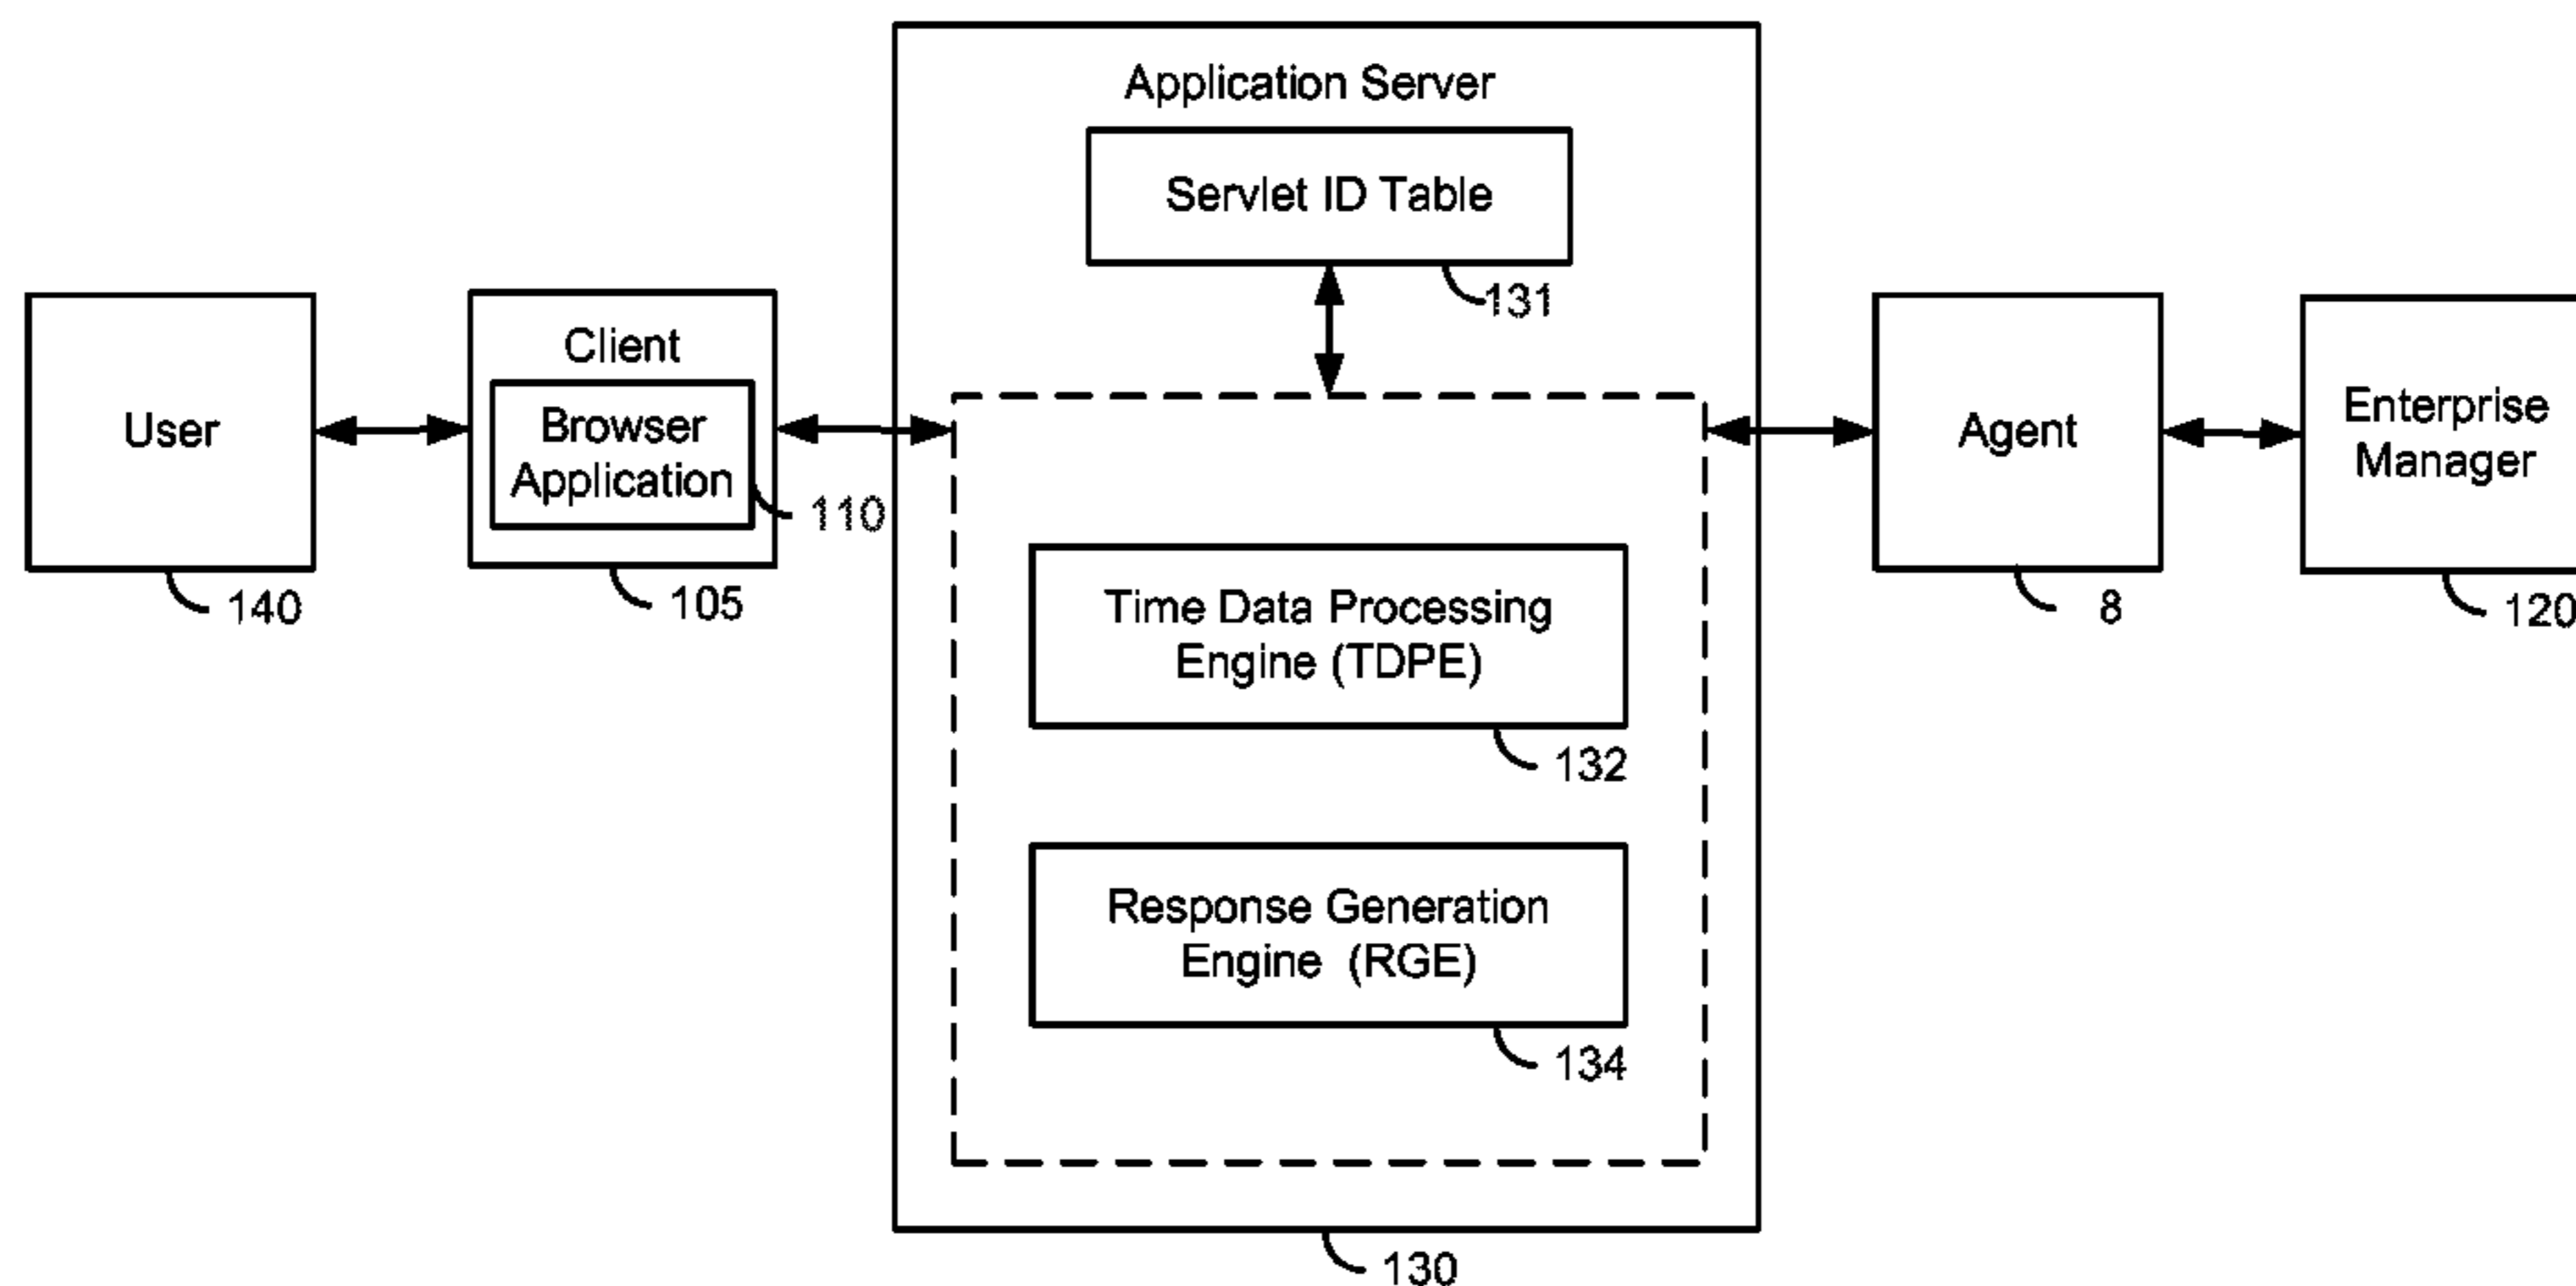 Application Server
Servlet ID Table
131
User
140
Client
Browser
Application
110
105
Time Data Processing
Engine (TDPE)
132
Response Generation
Engine (RGE)
134
130
Agent
8
Enterprise
Manager
120